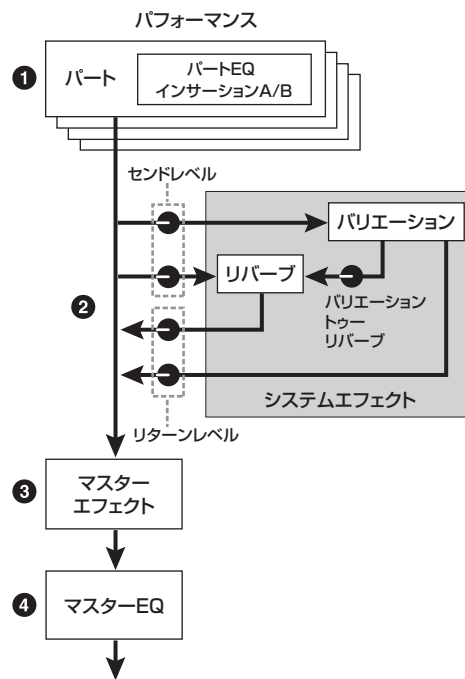 パフォーマンス
❶
パート
パートEQ
インサーションA/B
センドレベル
バリエーション
リバーブ
❷
バリエーション
トゥー
リバーブ
システムエフェクト
リターンレベル
❸
マスター
エフェクト
❹
マスターEQ